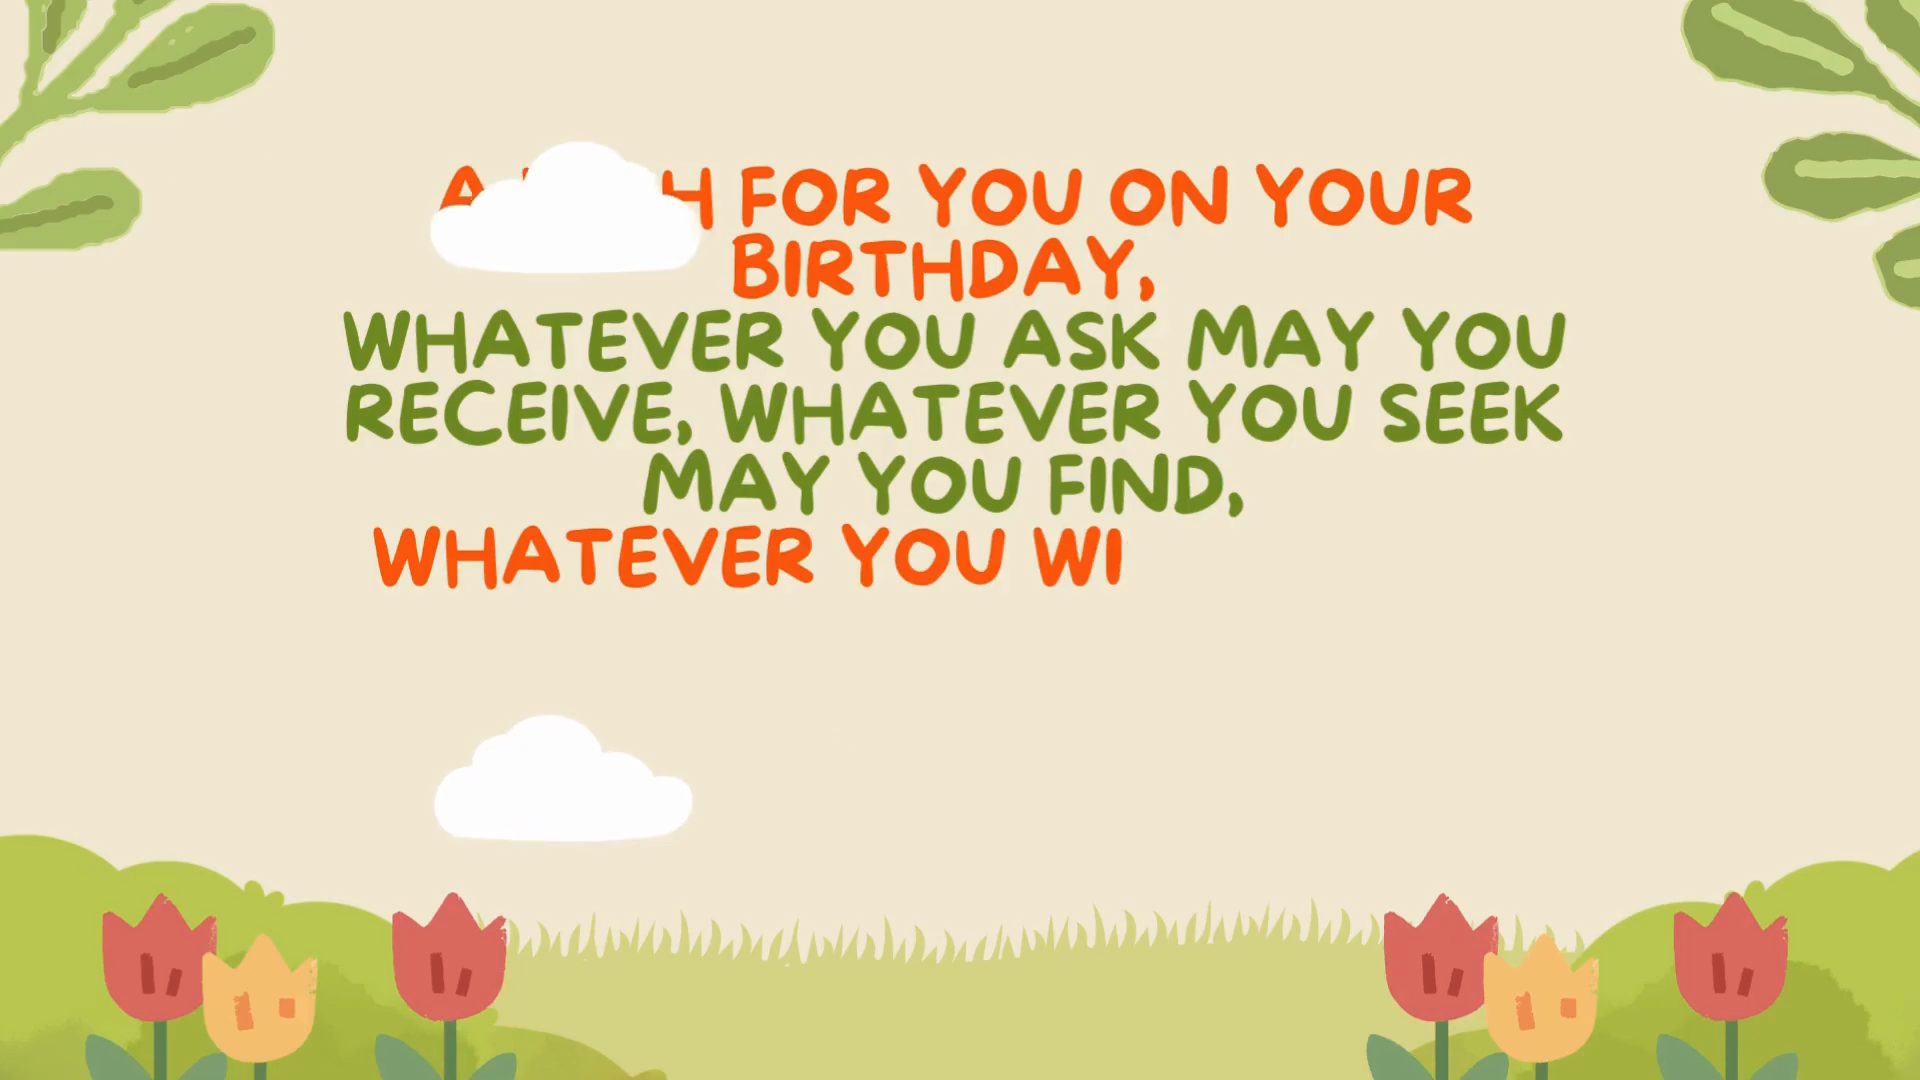 A FOR YOU ON YOUR
BIRTHDAY,
WHATEVER YOU ASK MAY YOU
RECEIVE, WHATEVER YOU SEEK
MAY YOU FIND,
WHATEVER YOU WI